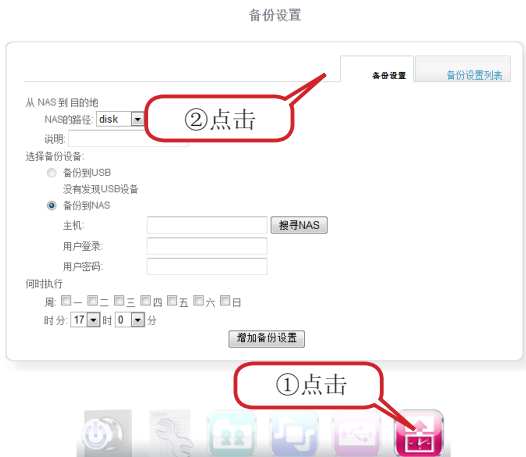 备份设置
备份设置 备份设置列表
从 NAS 到 目的地
NAS的路径: disk
②点击
说明:
选择备份设备:
备份到USB
没有发现USB设备
备份到NAS
主机: 搜寻NAS
用户登录:
用户密码:
何时执行
周: 一 二 三 四 五 六 日
时 分: 17 时 0 分
增加备份设置
①点击